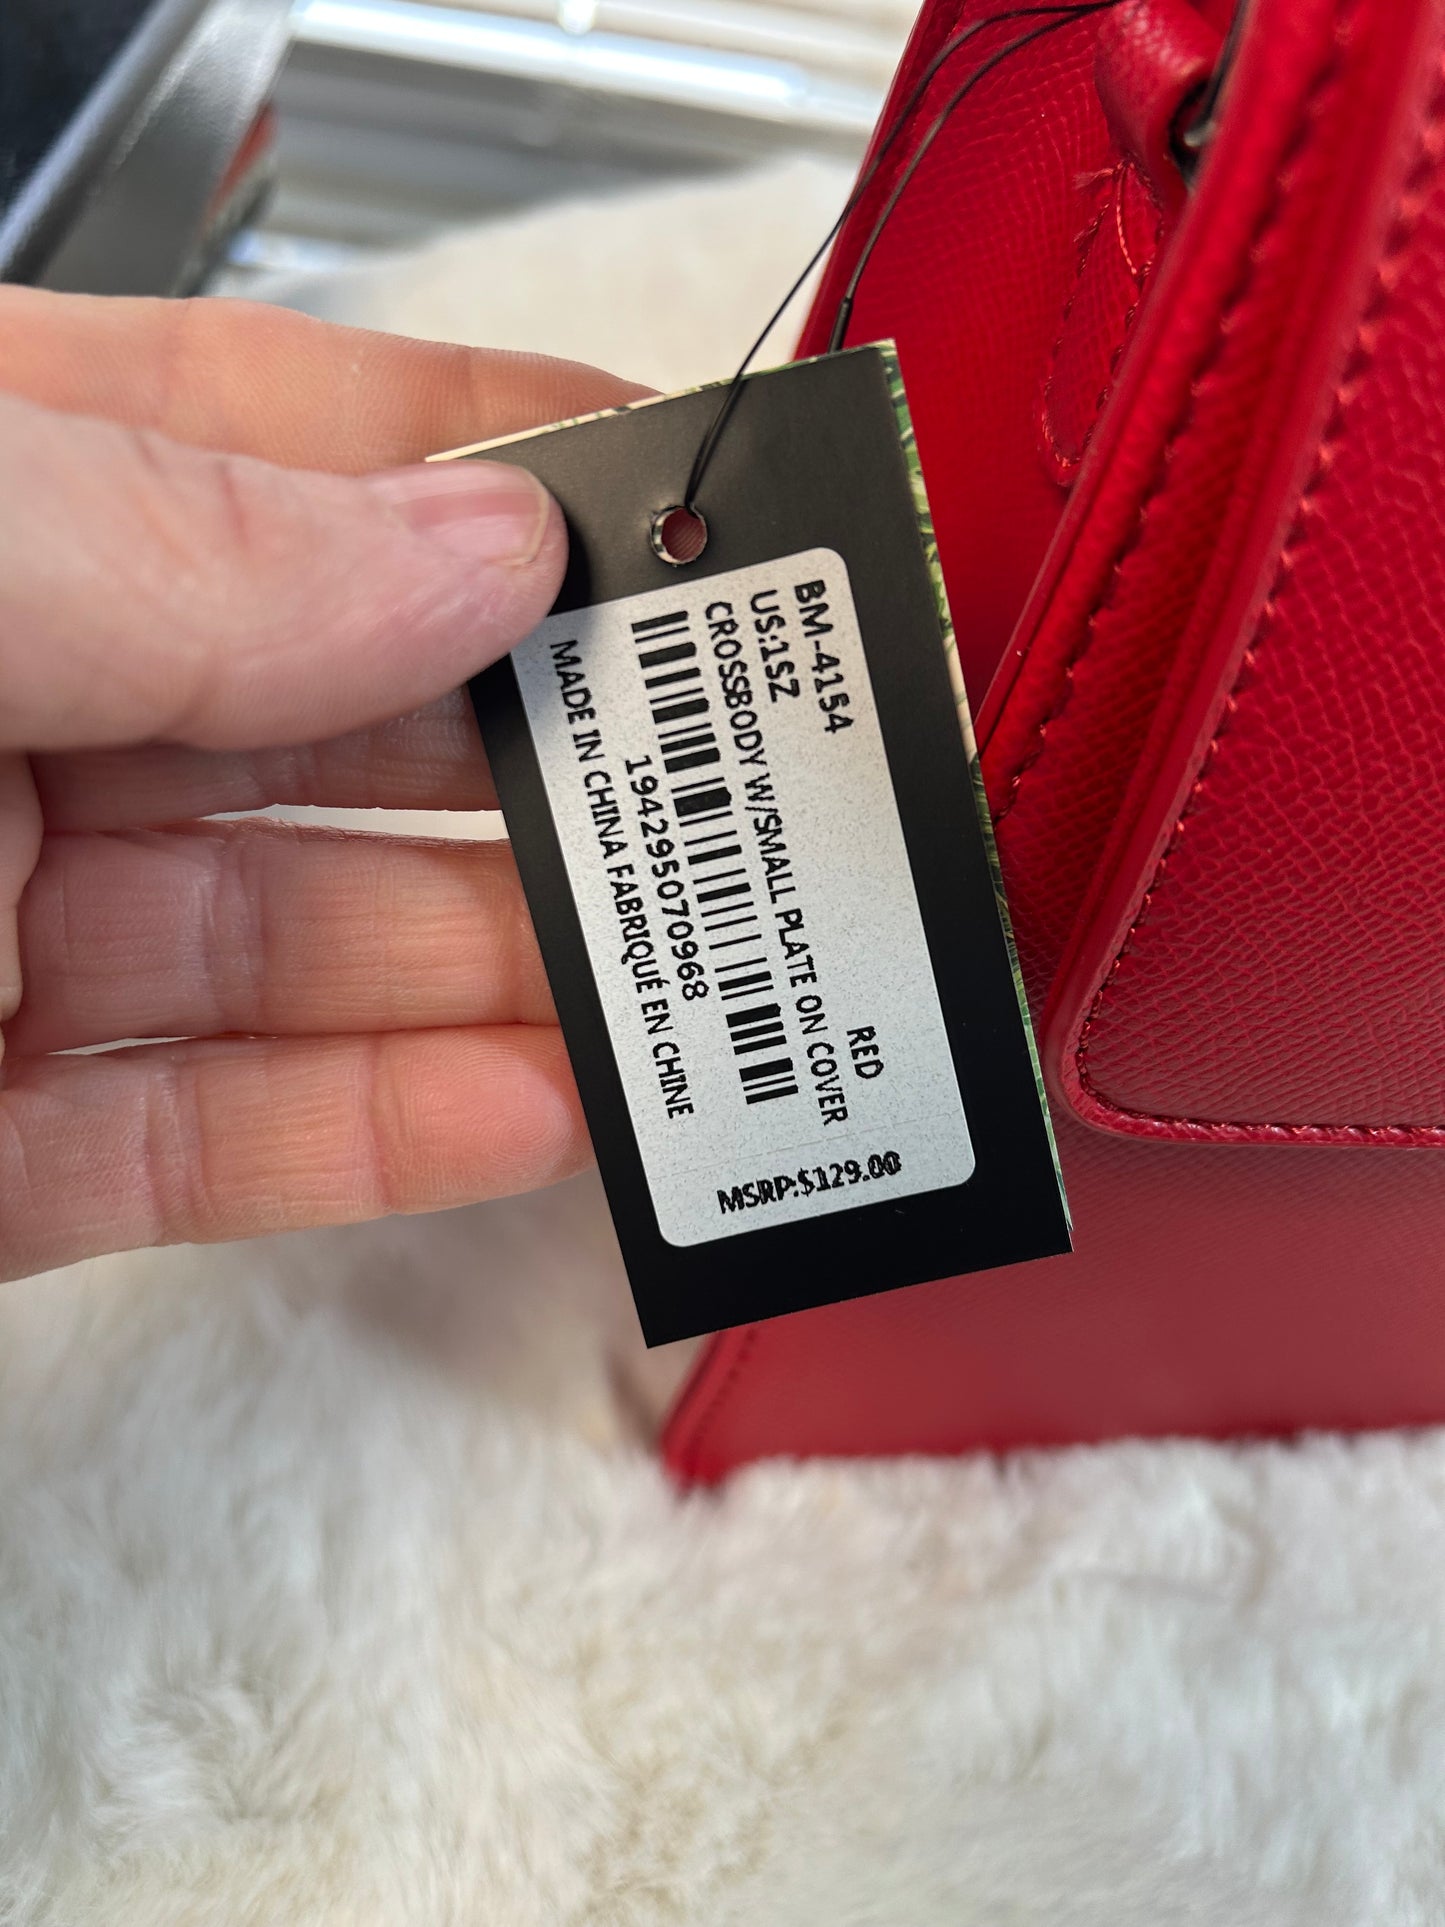 BM-4154 RED
US:1SZ
CROSSBODY W/SMALL PLATE ON COVER
194295070968
MADE IN CHINA FABRIQUÉ EN CHINE
MSRP:$129.00